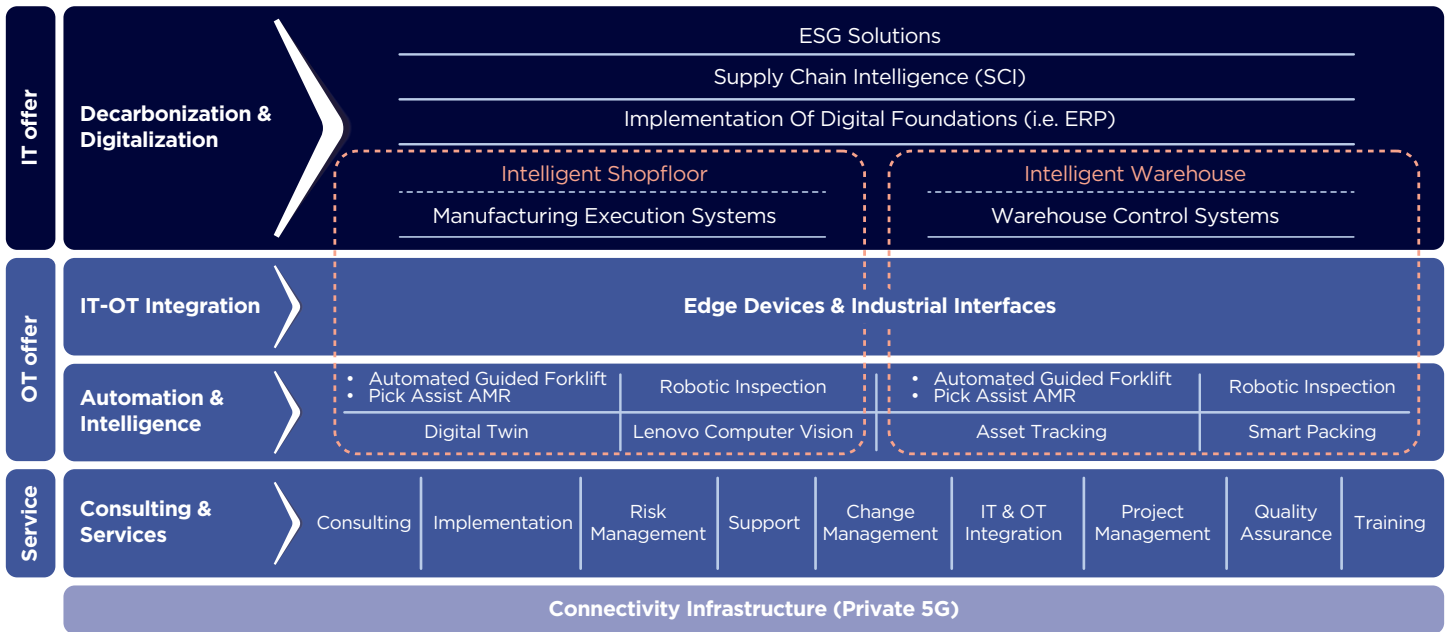 IT offer
Decarbonization &
Digitalization
ESG Solutions
Supply Chain Intelligence (SCI)
Implementation Of Digital Foundations (i.e. ERP)
Intelligent Shopfloor
Manufacturing Execution Systems
Intelligent Warehouse
Warehouse Control Systems
OT offer
IT-OT Integration
Edge Devices & Industrial Interfaces
Automation &
Intelligence
• Automated Guided Forklift
• Pick Assist AMR
Robotic Inspection
• Automated Guided Forklift
• Pick Assist AMR
Robotic Inspection
Digital Twin
Lenovo Computer Vision
Asset Tracking
Smart Packing
Service
Consulting &
Services
Consulting
Implementation
Risk
Management
Support
Change
Management
IT & OT
Integration
Project
Management
Quality
Assurance
Training
Connectivity Infrastructure (Private 5G)